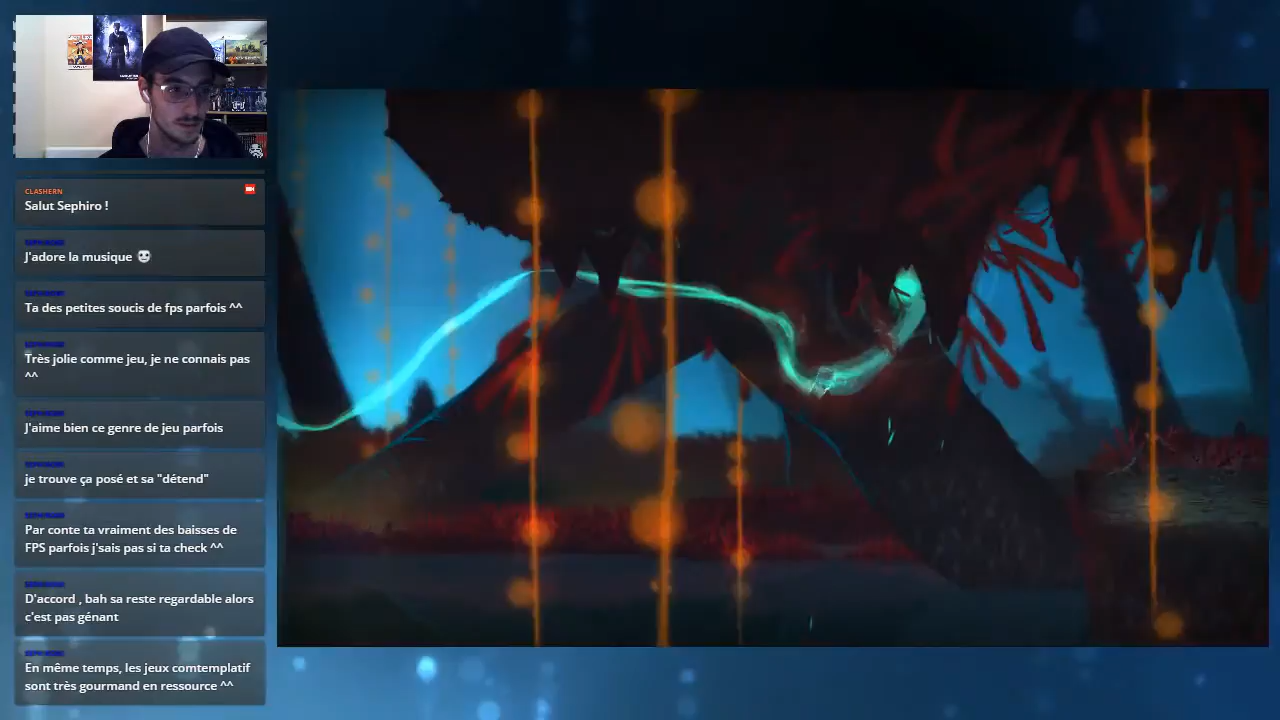 CLASHERN
Salut Sephiro !
J'adore la musique
Ta des petites soucis de fps parfois ^^
Très jolie comme jeu, je ne connais pas
^^
J'aime bien ce genre de jeu parfois
je trouve ça posé et sa "détend"
Par conte ta vraiment des baisses de
FPS parfois j'sais pas si ta check ^^
D'accord , bah sa reste regardable alors
c'est pas génant
En même temps, les jeux comtemplatif
sont très gourmand en ressource ^^